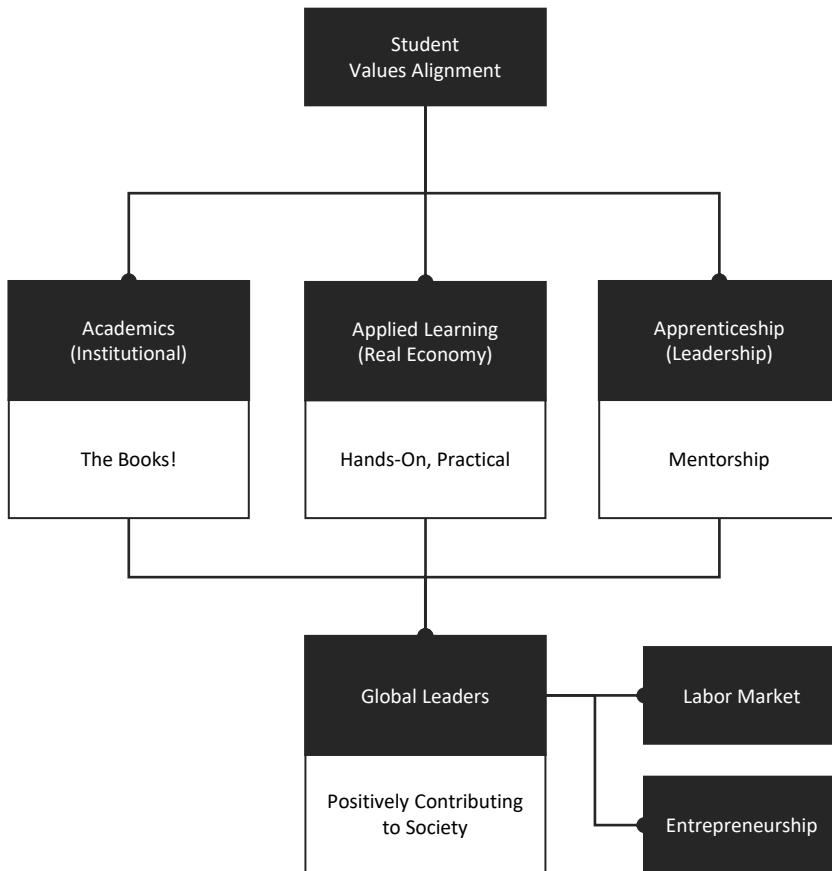 Student
Values Alignment
Academics
(Institutional)
The Books!
Applied Learning
(Real Economy)
Hands-On, Practical
Apprenticeship
(Leadership)
Mentorship
Global Leaders
Positively Contributing
to Society
Labor Market
Entrepreneurship